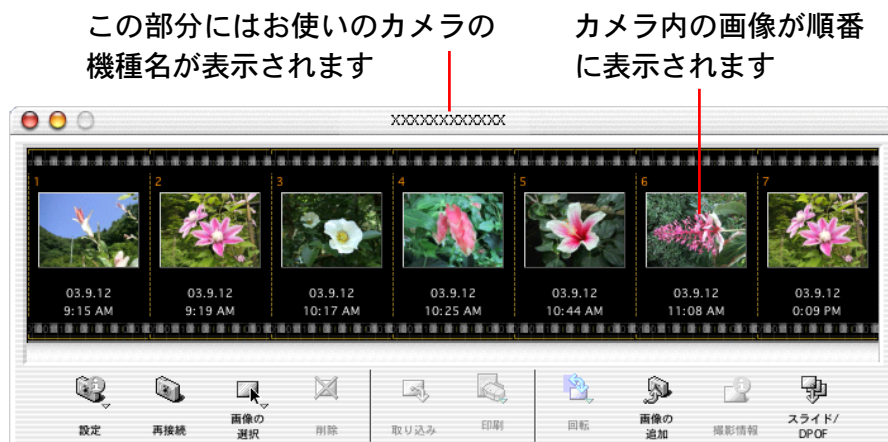 この部分にはお使いのカメラの
機種名が表示されます
カメラ内の画像が順番
に表示されます
XXXXXXXXXXXXX
1 2 3 4 5 6 7
03.9.12 03.9.12 03.9.12 03.9.12 03.9.12 03.9.12 03.9.12
9:15 AM 9:19 AM 10:17 AM 10:25 AM 10:44 AM 11:08 AM 0:09 PM
設定
再接続
画像の
選択
削除
取り込み
印刷
回転
画像の
追加
撮影情報
スライド/
DPOF